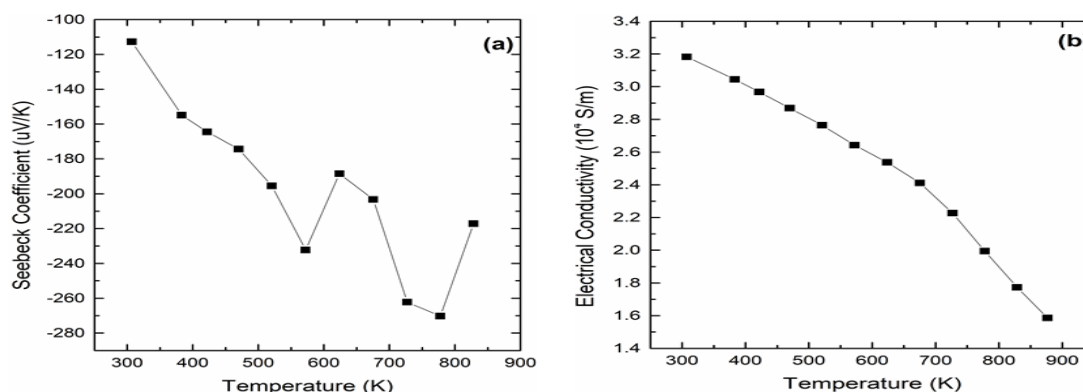 (a)
Seebeck Coefficient (uV/K)
-100
-120
-140
-160
-180
-200
-220
-240
-260
-280
300 400 500 600 700 800 900
Temperature (K)
(b)
Electrical Conductivity (10⁴ S/m)
3.4
3.2
3.0
2.8
2.6
2.4
2.2
2.0
1.8
1.6
1.4
300 400 500 600 700 800 900
Temperature (K)